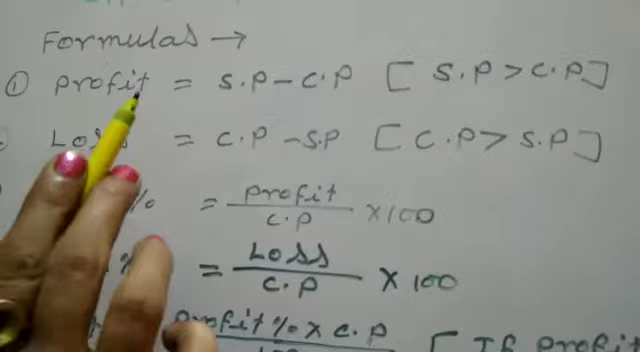 Formulas →
① Profit = S.P - C.P [ S.P > C.P ]
Loss = C.P - S.P [ C.P > S.P ]
% = profit / C.P × 100
% = Loss / C.P × 100
Profit % × C.P [ If Profit